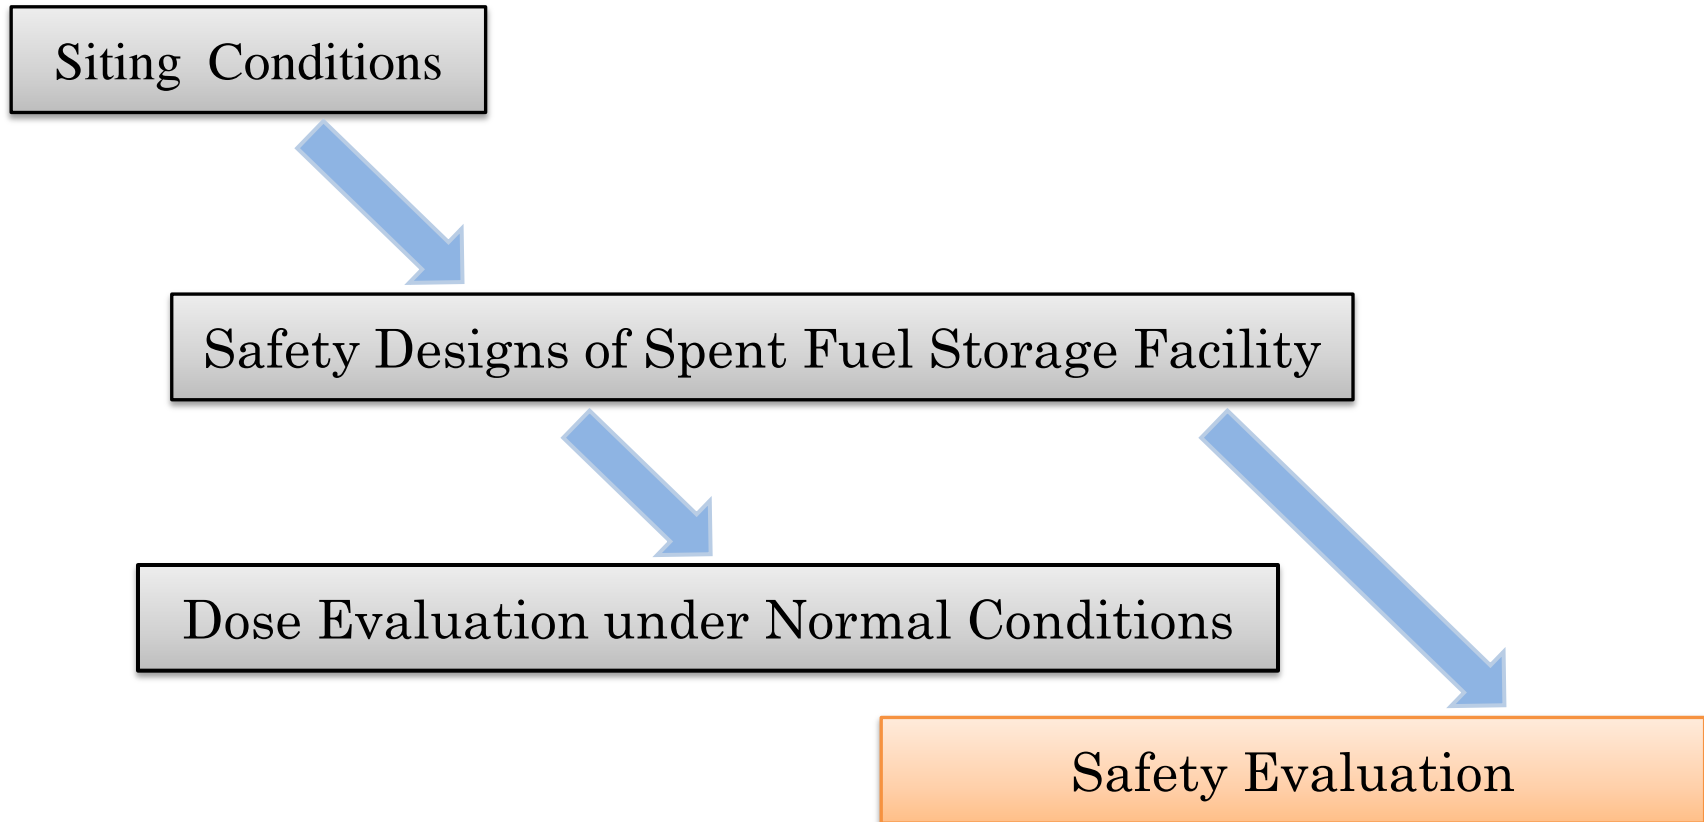 Siting Conditions
Safety Designs of Spent Fuel Storage Facility
Dose Evaluation under Normal Conditions
Safety Evaluation